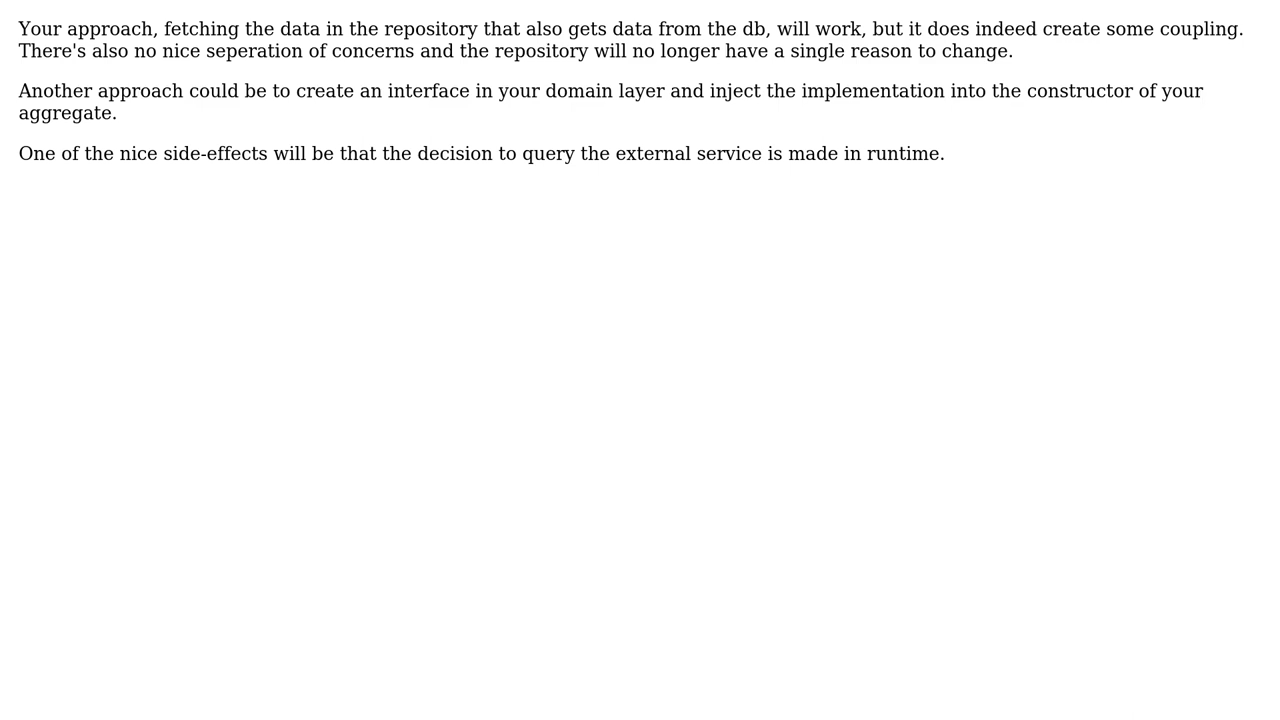 Your approach, fetching the data in the repository that also gets data from the db, will work, but it does indeed create some coupling.
There's also no nice seperation of concerns and the repository will no longer have a single reason to change.
Another approach could be to create an interface in your domain layer and inject the implementation into the constructor of your
aggregate.
One of the nice side-effects will be that the decision to query the external service is made in runtime.